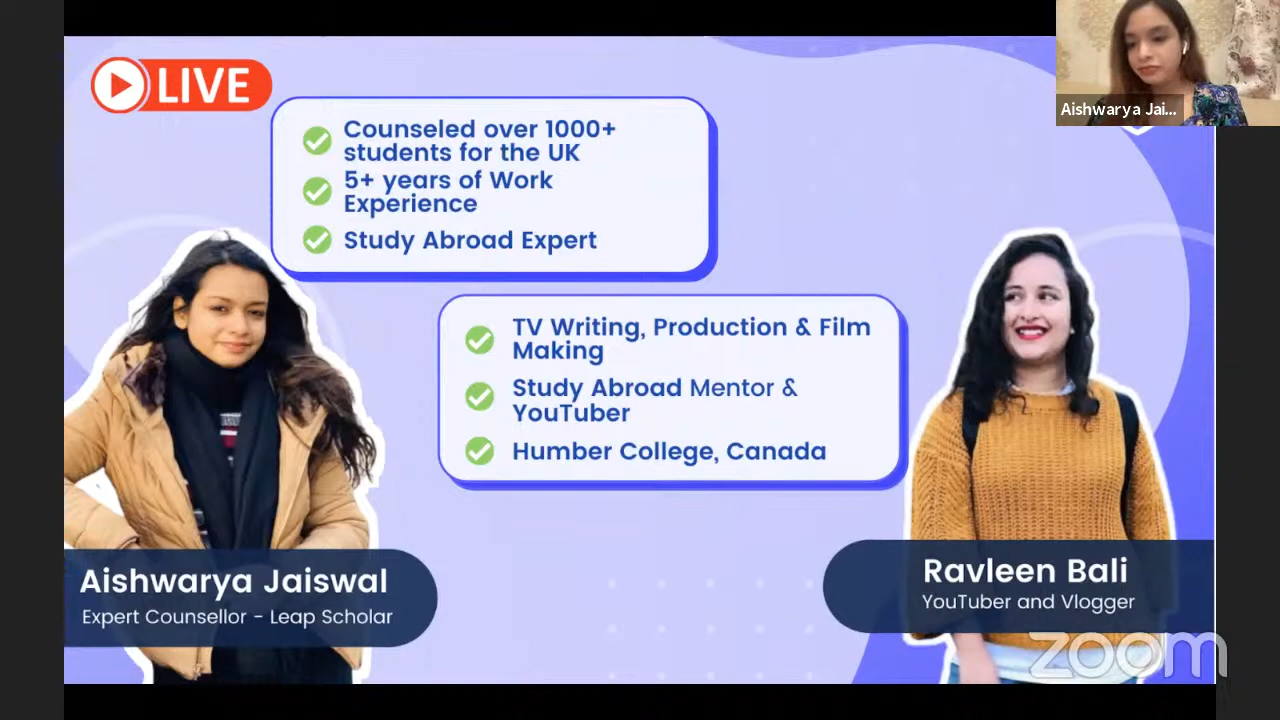 LIVE
Counseled over 1000+
students for the UK
5+ years of Work
Experience
Study Abroad Expert
TV Writing, Production & Film
Making
Study Abroad Mentor &
YouTuber
Humber College, Canada
Aishwarya Jaiswal
Expert Counsellor - Leap Scholar
Ravleen Bali
YouTuber and Vlogger
Aishwarya Jai...
zoom